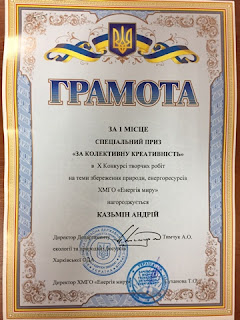 ГРАМОТА
ЗА І МІСЦЕ
СПЕЦІАЛЬНИЙ ПРИЗ
«ЗА КОЛЕКТИВНУ КРЕАТИВНІСТЬ»
в Х Конкурсі творчих робіт
на теми збереження природи, енергоресурсів
ХМГО «Енергія миру»
нагороджується
КАЗЬМІН АНДРІЙ
Директор Департаменту Тимчук А.О.
екології та природних ресурсів
Харківської ОДА
Директор ХМГО «Енергія миру» Т.О.